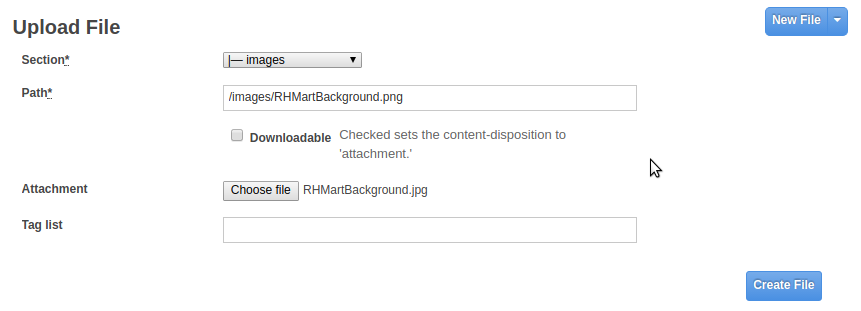 Upload File
New File
Section*
|— images
Path*
/images/RHMartBackground.png
Downloadable Checked sets the content-disposition to
'attachment.'
Attachment
Choose file RHMartBackground.jpg
Tag list
Create File